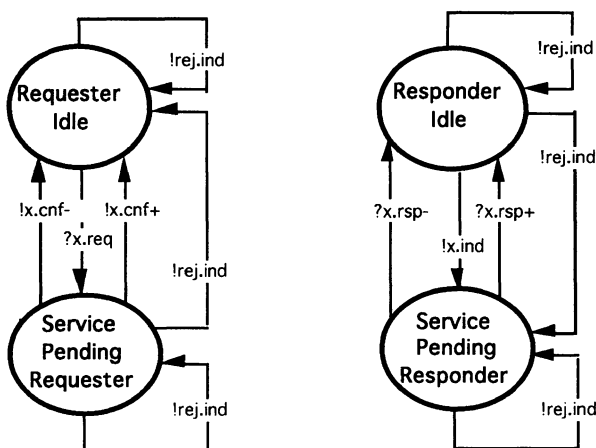 !rej.ind
Requester
Idle
!x.cnf-
!x.cnf+
?x.req
!rej.ind
Service
Pending
Requester
!rej.ind
!rej.ind
Responder
Idle
!rej.ind
?x.rsp-
?x.rsp+
!x.ind
Service
Pending
Responder
!rej.ind